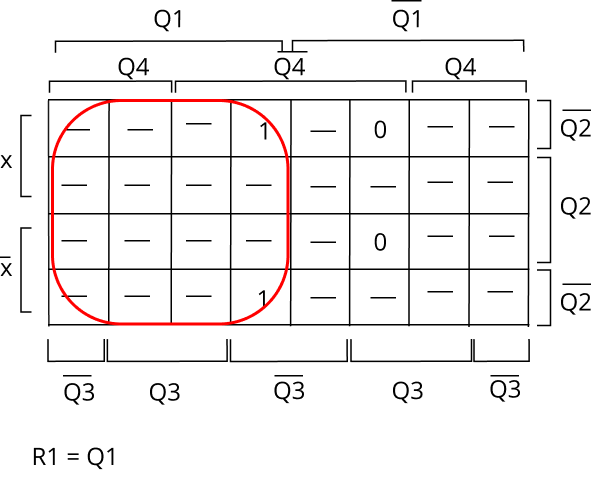 Q1 Q̅1̅
Q4 Q̅4̅ Q4
— — — 1 — 0 — — Q̅2̅
x
— — — — — — — — Q2
— — — — — 0 — —
x̅
— — — 1 — — — — Q̅2̅
Q̅3̅ Q3 Q̅3̅ Q3 Q̅3̅
R1 = Q1